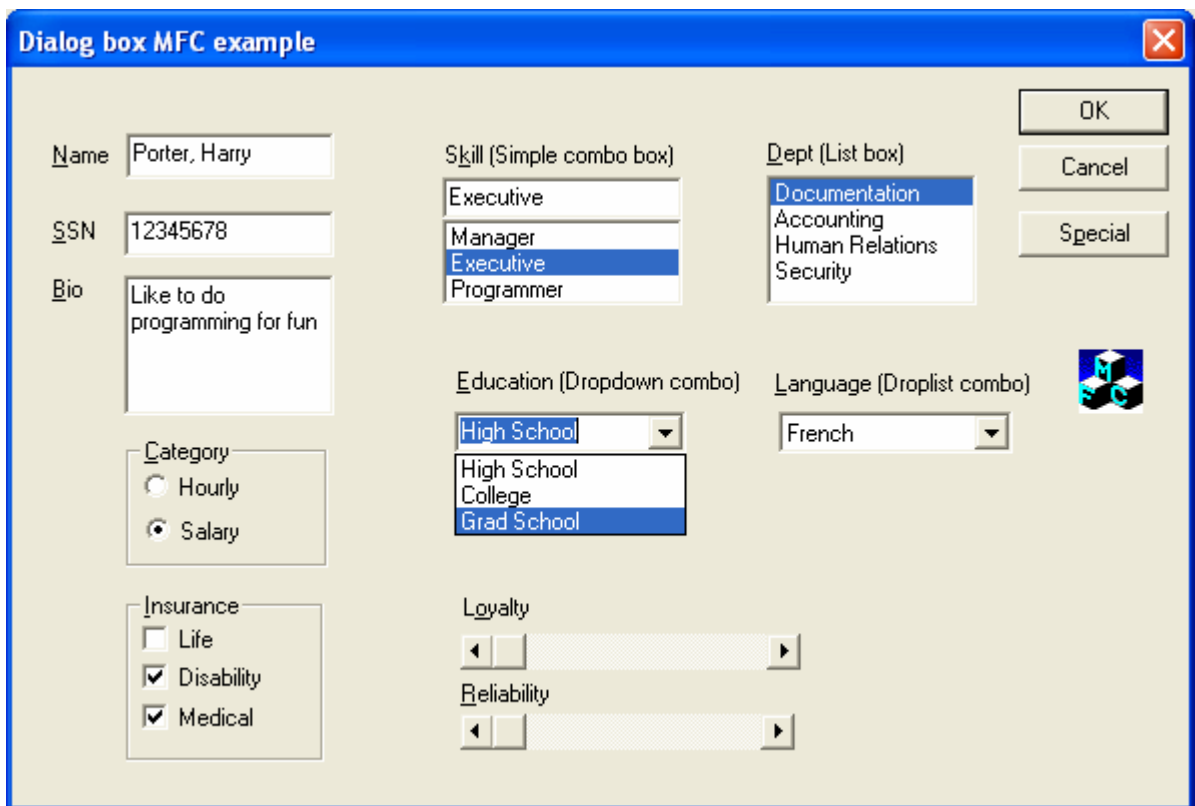 Dialog box MFC example
Name
Porter, Harry
SSN
12345678
Bio
Like to do
programming for fun
Category
Hourly
Salary
Insurance
Life
Disability
Medical
Skill (Simple combo box)
Executive
Manager
Executive
Programmer
Dept (List box)
Documentation
Accounting
Human Relations
Security
Education (Dropdown combo)
High School
High School
College
Grad School
Language (Droplist combo)
French
Loyalty
Reliability
OK
Cancel
Special
M
F C